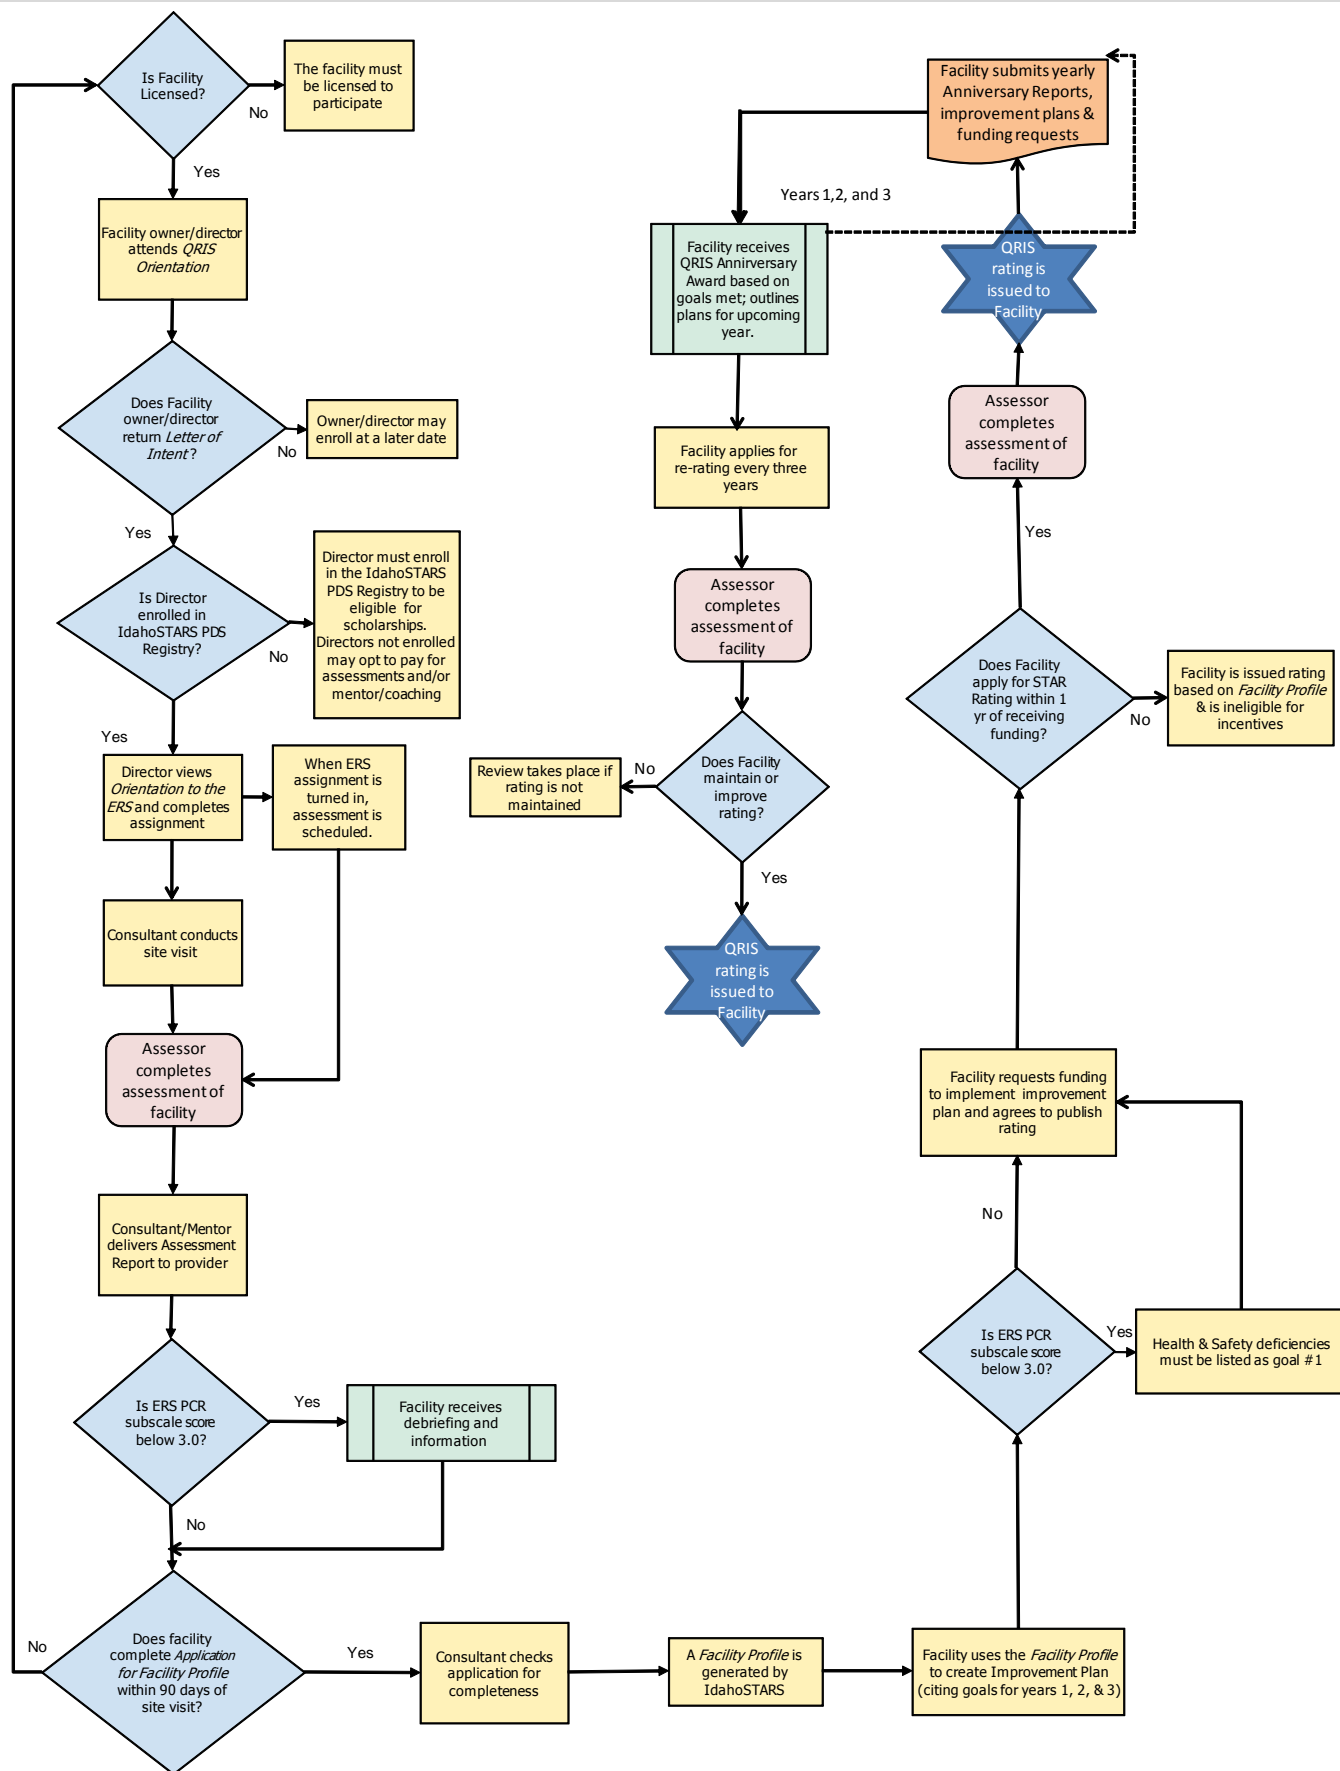 Is Facility
Licensed?
No
The facility must
be licensed to
participate
Yes
Facility owner/director
attends QRIS
Orientation
Does Facility
owner/director
return Letter of
Intent?
No
Owner/director may
enroll at a later date
Yes
Is Director
enrolled in
IdahoSTARS PDS
Registry?
No
Director must enroll
in the IdahoSTARS
PDS Registry to be
eligible for
scholarships.
Directors not enrolled
may opt to pay for
assessments and/or
mentor/coaching
Yes
Director views
Orientation to the
ERS and completes
assignment
When ERS
assignment is
turned in,
assessment is
scheduled.
Consultant conducts
site visit
Assessor
completes
assessment of
facility
Consultant/Mentor
delivers Assessment
Report to provider
Is ERS PCR
subscale score
below 3.0?
Yes
Facility receives
debriefing and
information
No
Does facility
complete Application
for Facility Profile
within 90 days of
site visit?
No
Yes
Consultant checks
application for
completeness
A Facility Profile is
generated by
IdahoSTARS
Facility uses the Facility Profile
to create Improvement Plan
(citing goals for years 1, 2, & 3)
Is ERS PCR
subscale score
below 3.0?
Yes
Health & Safety deficiencies
must be listed as goal #1
No
Facility requests funding
to implement improvement
plan and agrees to publish
rating
Does Facility
apply for STAR
Rating within 1
yr of receiving
funding?
No
Facility is issued rating
based on Facility Profile
& is ineligible for
incentives
Yes
Assessor
completes
assessment of
facility
QRIS
rating is
issued to
Facility
Facility submits yearly
Anniversary Reports,
improvement plans &
funding requests
Years 1,2, and 3
Facility receives
QRIS Annirversary
Award based on
goals met; outlines
plans for upcoming
year.
Facility applies for
re-rating every three
years
Assessor
completes
assessment of
facility
Does Facility
maintain or
improve
rating?
No
Review takes place if
rating is not
maintained
Yes
QRIS
rating is
issued to
Facility